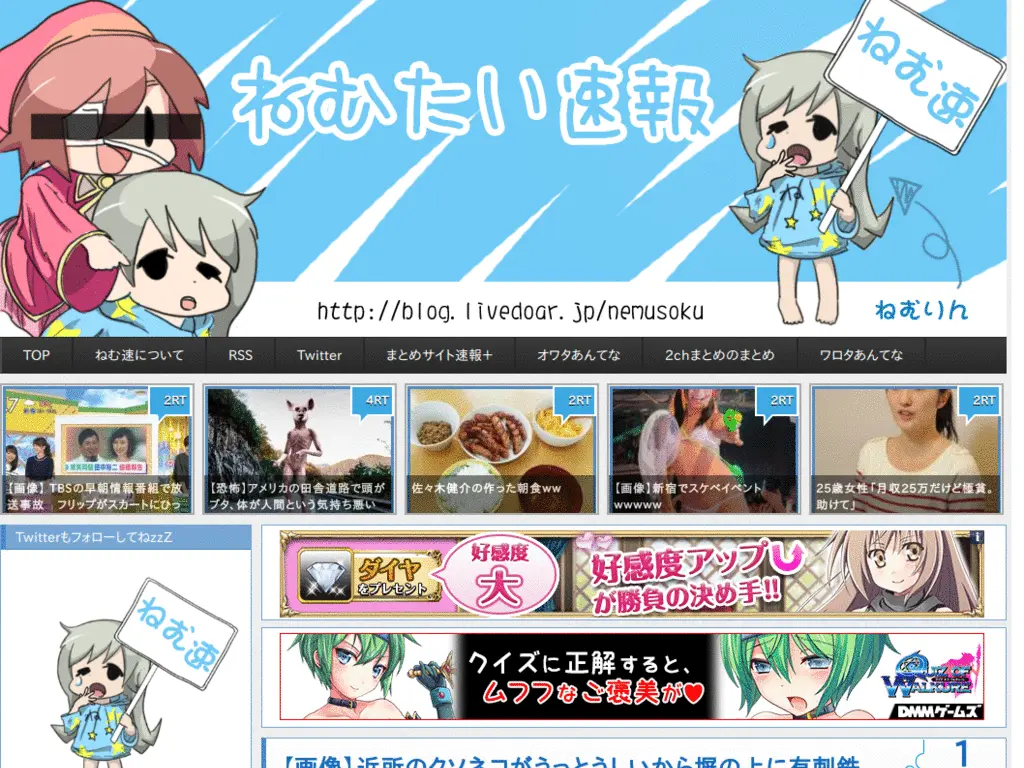 ねむたい速報
ねむ速
http://blog.livedoar.jp/nemusoku
ねむりん
TOP
ねむ速について
RSS
Twitter
まとめサイト速報+
オワタあんてな
2chまとめのまとめ
ワロタあんてな
2RT
4RT
2RT
2RT
2RT
【画像】TBSの早朝情報番組で放
送事故　フリップがスカートにひっ
【恐怖】アメリカの田舎道路で頭が
ブタ、体が人間という気持ち悪い
佐々木健介の作った朝食ww
【画像】新宿でスケベイベント
wwwww
25歳女性「月収25万だけど極貧。
助けて」
TwitterもフォローしてねzzZ
ねむ速
ダイヤ
をプレゼント
好感度
大
好感度アップ
が勝負の決め手!!
クイズに正解すると、
ムフフなご褒美が♥
QUIZ OF
WALKURE
DMMゲームズ
【画像】近所のクソネコがうっとうしいから塀の上に有刺鉄
1